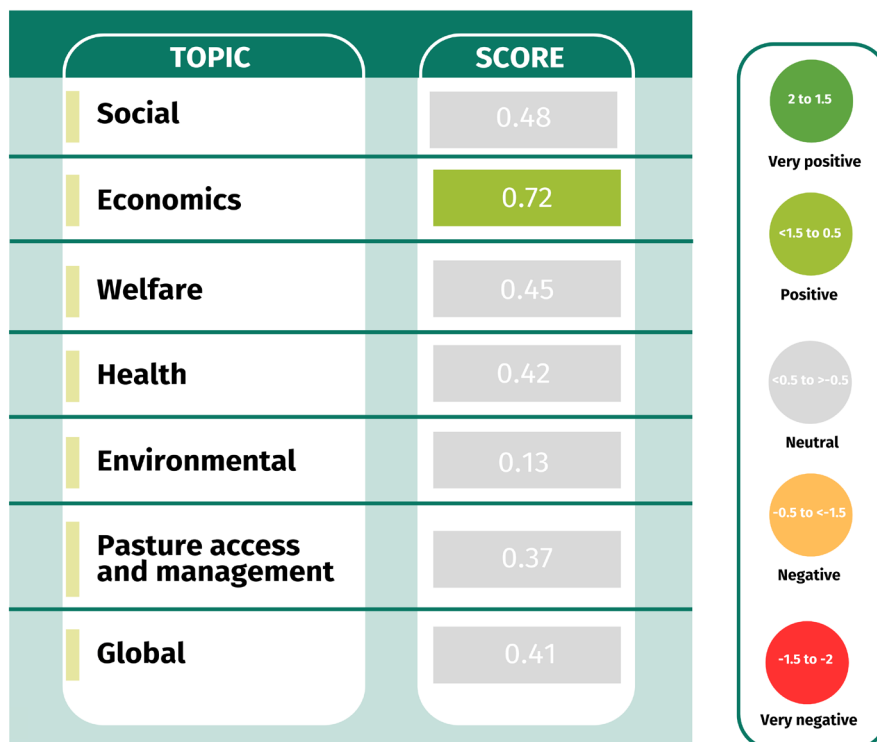 TOPIC SCORE
Social 0.48
Economics 0.72
Welfare 0.45
Health 0.42
Environmental 0.13
Pasture access
and management 0.37
Global 0.41
2 to 1.5
Very positive
<1.5 to 0.5
Positive
<0.5 to >-0.5
Neutral
-0.5 to <-1.5
Negative
-1.5 to -2
Very negative